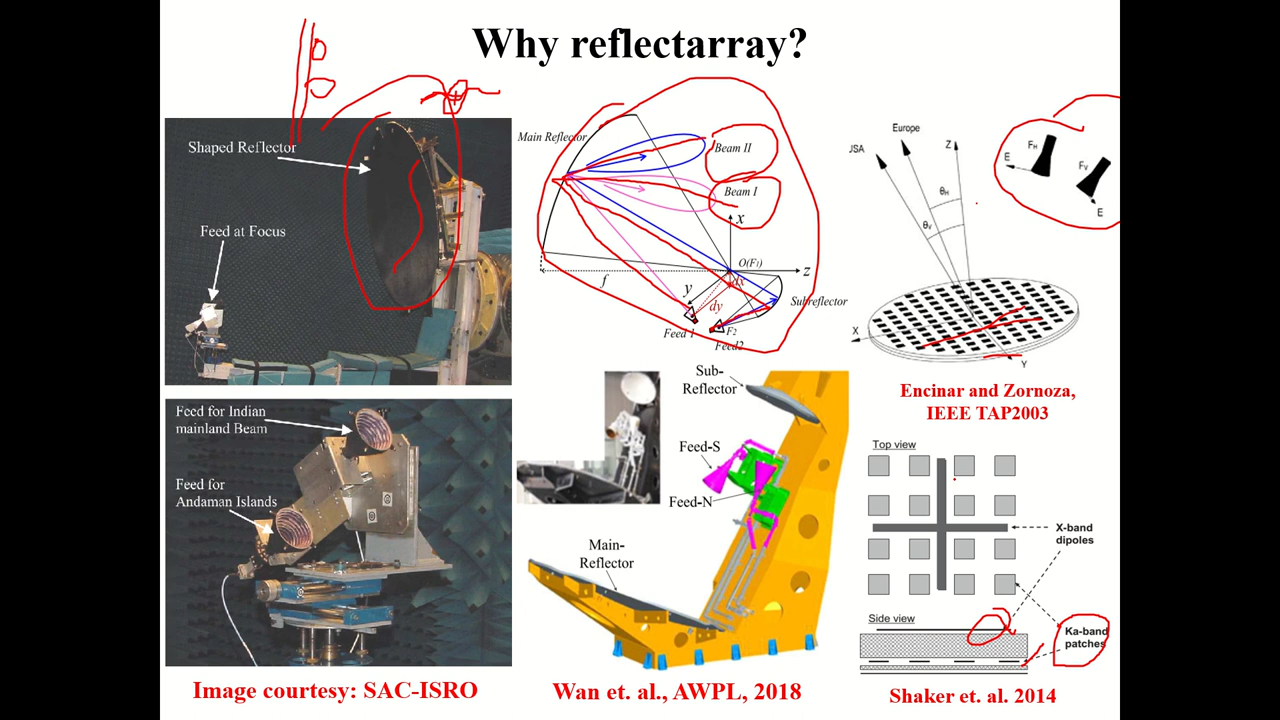 Why reflectarray?
Shaped Reflector
Feed at Focus
Feed for Indian
mainland Beam
Feed for
Andaman Islands
Image courtesy: SAC-ISRO
Main Reflector
Beam II
Beam I
x
O(F₁)
z
dx
f
y
dy
Subreflector
Feed 1
F₂
Feed2
Sub-
Reflector
Feed-S
Feed-N
Main-
Reflector
Wan et. al., AWPL, 2018
JSA
Europe
Z
θH
θV
FH
E
FV
E
X
Y
Encinar and Zornoza,
IEEE TAP2003
Top view
X-band
dipoles
Side view
Ka-band
patches
Shaker et. al. 2014